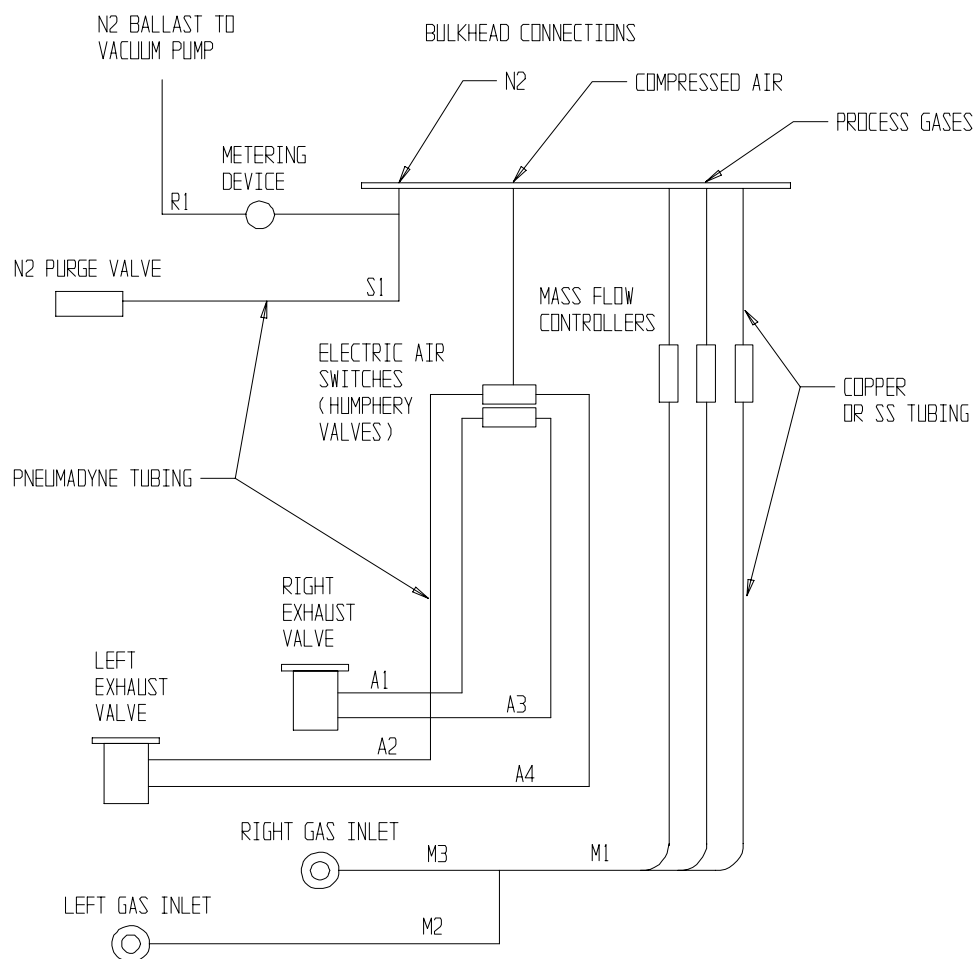 N2 BALLAST TO
VACUUM PUMP
BULKHEAD CONNECTIONS
N2
COMPRESSED AIR
PROCESS GASES
METERING
DEVICE
R1
N2 PURGE VALVE
S1
MASS FLOW
CONTROLLERS
ELECTRIC AIR
SWITCHES
(HUMPHERY
VALVES)
COPPER
OR SS TUBING
PNEUMADYNE TUBING
RIGHT
EXHAUST
VALVE
LEFT
EXHAUST
VALVE
A1
A3
A2
A4
RIGHT GAS INLET
M3
M1
LEFT GAS INLET
M2